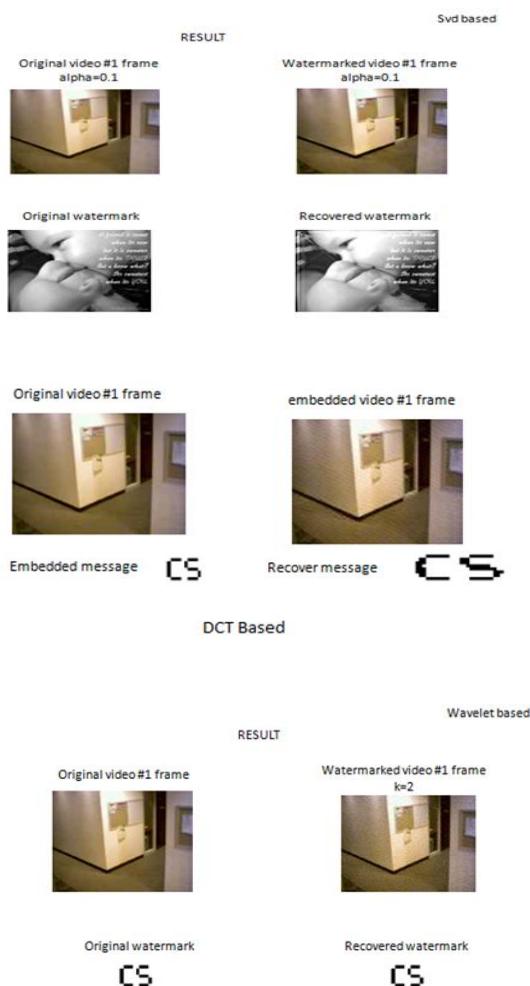 Svd based
RESULT
Original video #1 frame
alpha=0.1
Watermarked video #1 frame
alpha=0.1
Original watermark
Recovered watermark
Original video #1 frame
embedded video #1 frame
Embedded message
CS
Recover message
CS
DCT Based
Wavelet based
RESULT
Original video #1 frame
Watermarked video #1 frame
k=2
Original watermark
Recovered watermark
CS
CS